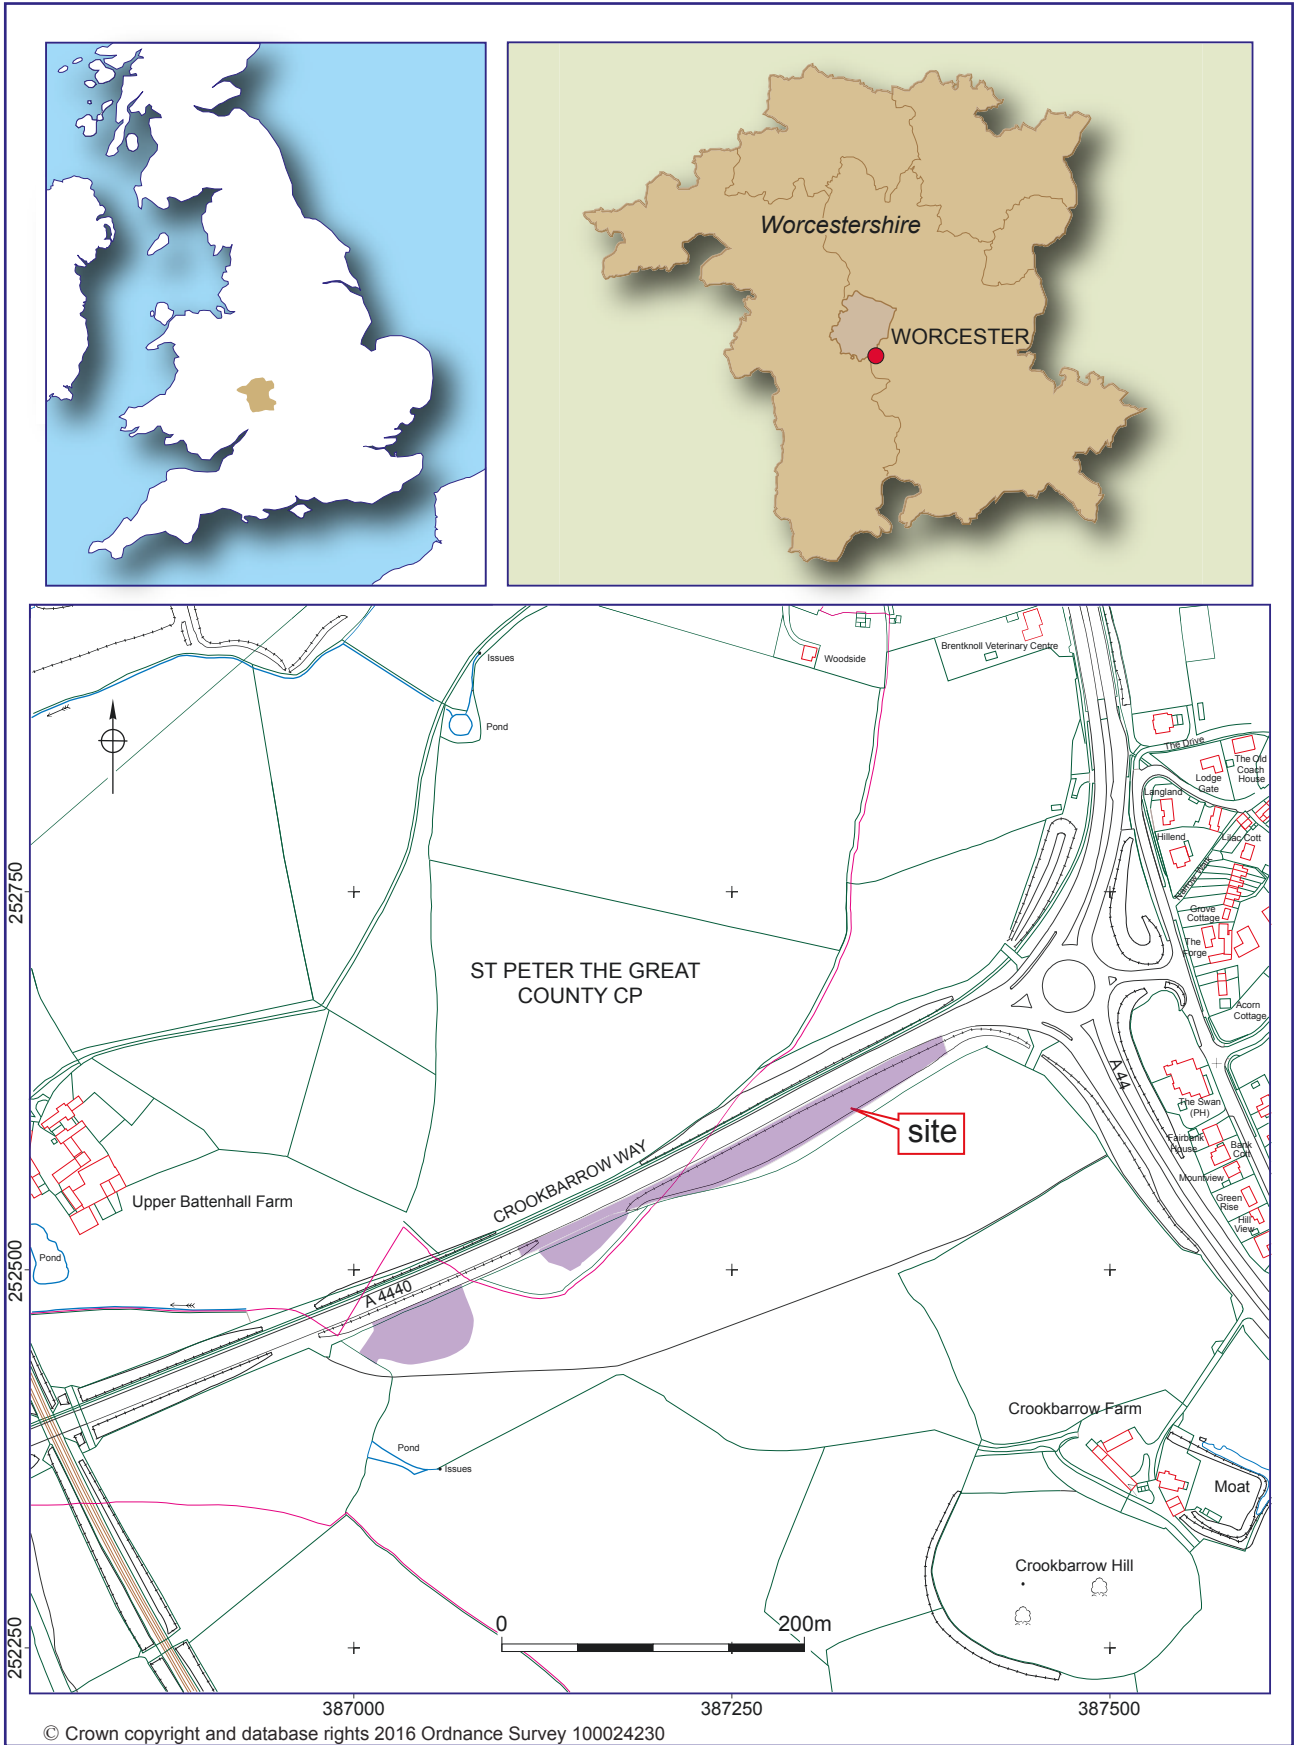 Worcestershire
WORCESTER
Issues
Pond
Woodside
Brentknoll Veterinary Centre
The Drive
The Old
Coach
House
Lodge
Gate
Langland
Hillend
Lilac Cott
Narrow Walk
Grove
Cottage
The
Forge
Acorn
Cottage
252750
ST PETER THE GREAT
COUNTY CP
A 44
The Swan
(PH)
site
Fairbank
House
Bank
Cott
Mountview
Green
Rise
Hill
View
CROOKBARROW WAY
Upper Battenhall Farm
Pond
252500
A 4440
Crookbarrow Farm
Pond
Issues
Moat
Crookbarrow Hill
0
200m
252250
387000
387250
387500
© Crown copyright and database rights 2016 Ordnance Survey 100024230